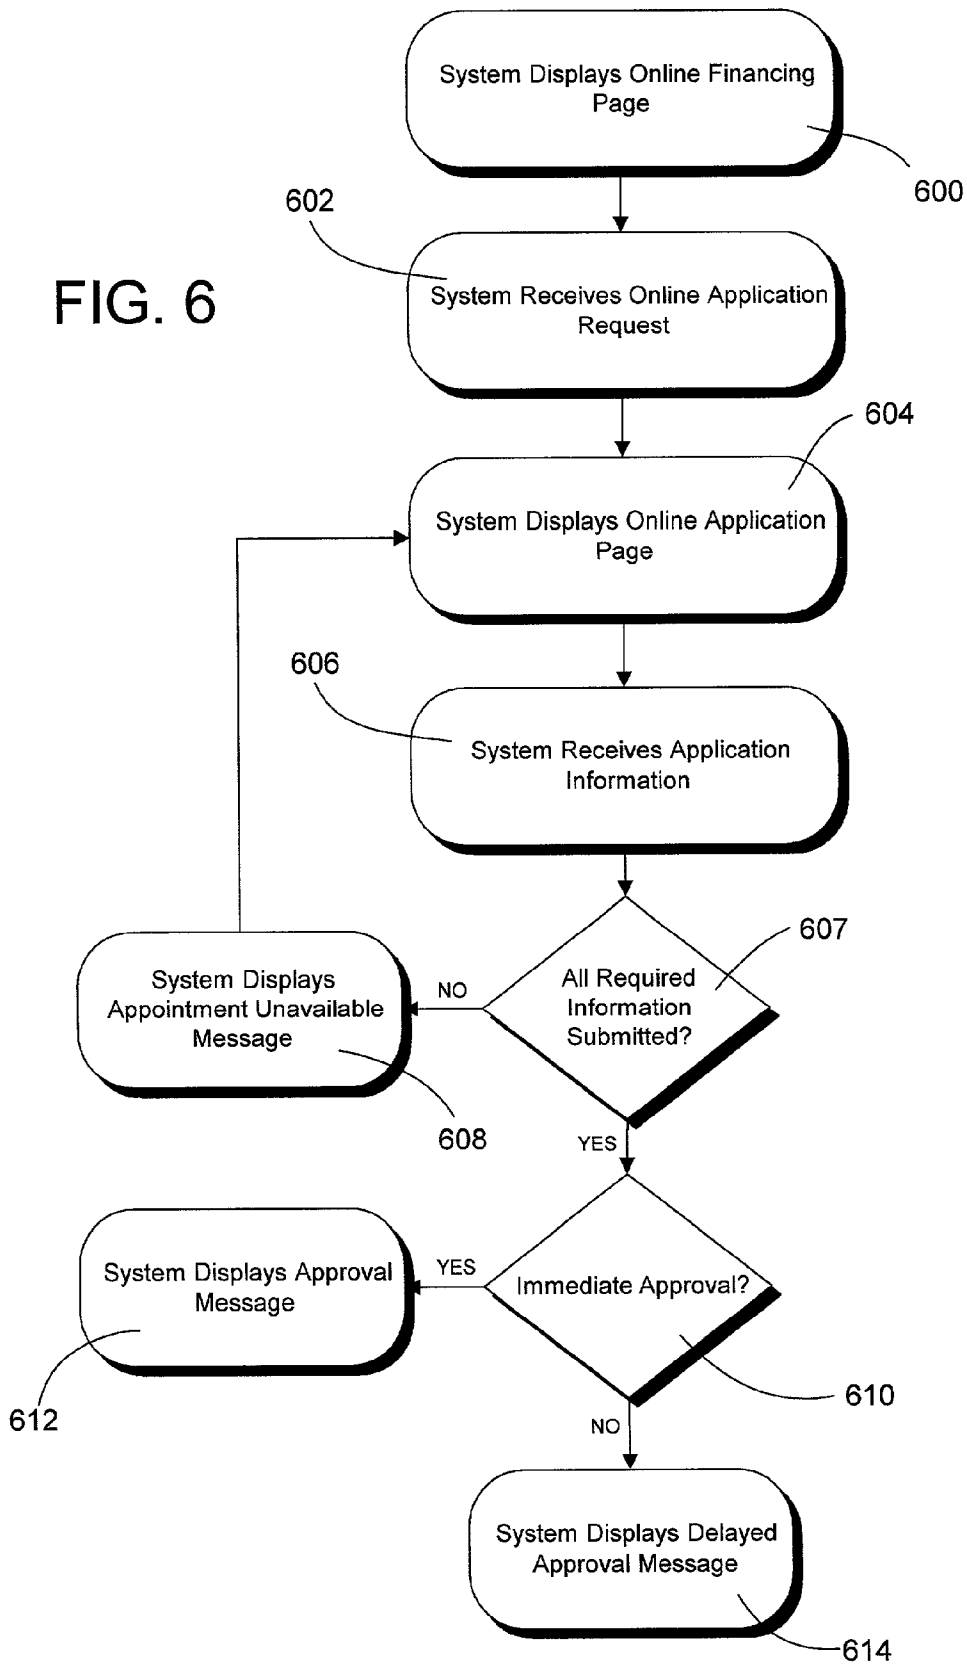 System Displays Online Financing
Page
600
602
FIG. 6
System Receives Online Application
Request
604
System Displays Online Application
Page
606
System Receives Application
Information
607
All Required
Information
Submitted?
NO
System Displays
Appointment Unavailable
Message
608
YES
Immediate Approval?
610
YES
System Displays Approval
Message
612
NO
System Displays Delayed
Approval Message
614